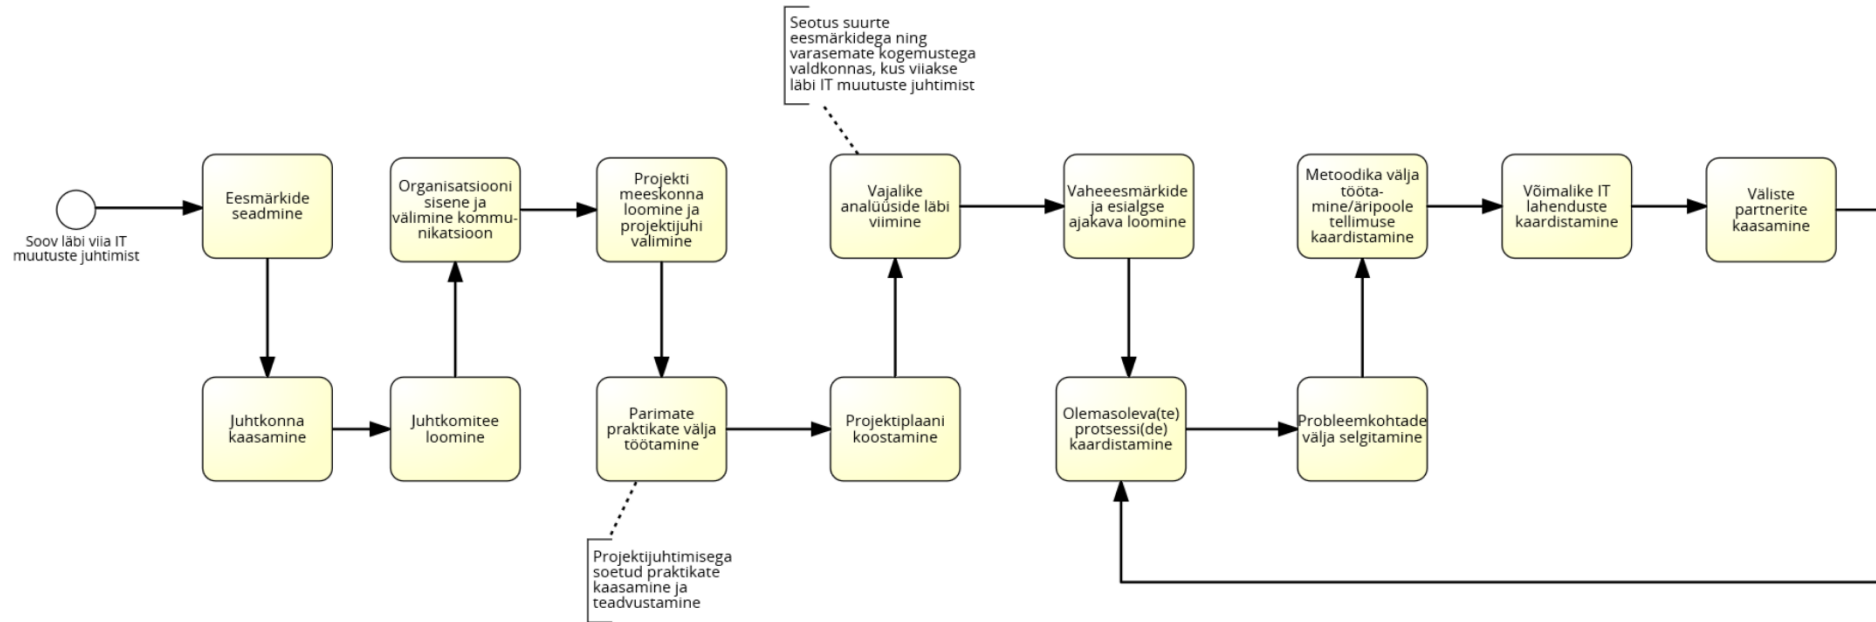 Seotus suurte
eesmärkidega ning
varasemate kogemustega
valdkonnas, kus viiakse
läbi IT muutuste juhtimist
Soov läbi viia IT
muutuste juhtimist
Eesmärkide
seadmine
Organisatsiooni
sisene ja
välimine kommu-
nikatsioon
Projekti
meeskonna
loomine ja
projektijuhi
valimine
Vajalike
analüüside läbi
viimine
Vaheeesmärkide
ja esialgse
ajakava loomine
Metoodika välja
tööta-
mine/äripoole
tellimuse
kaardistamine
Võimalike IT
lahenduste
kaardistamine
Väliste
partnerite
kaasamine
Juhtkonna
kaasamine
Juhtkomitee
loomine
Parimate
praktikate välja
töötamine
Projektiplaani
koostamine
Olemasoleva(te)
protsessi(de)
kaardistamine
Probleemkohtade
välja selgitamine
Projektijuhtimisega
soetud praktikate
kaasamine ja
teadvustamine